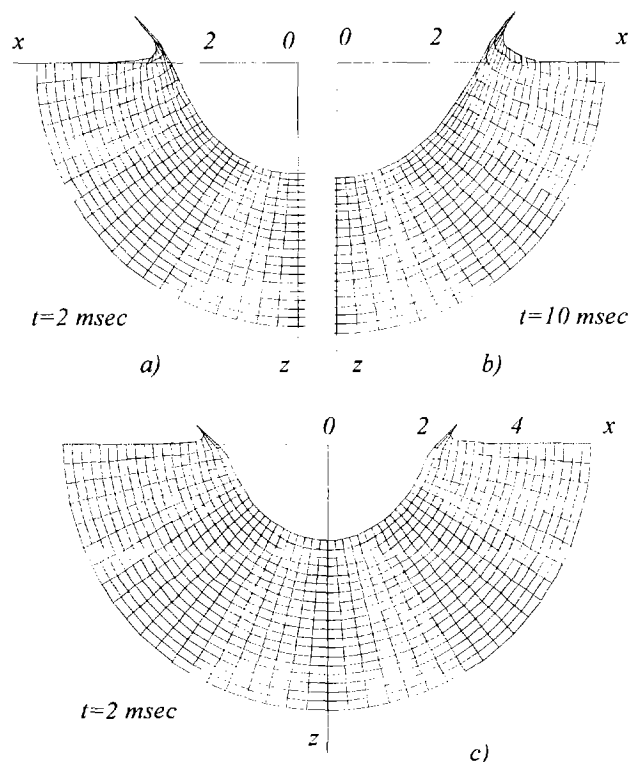 x 2 0 0 2 x
t=2 msec t=10 msec
a) z z b)
0 2 4 x
t=2 msec
z c)